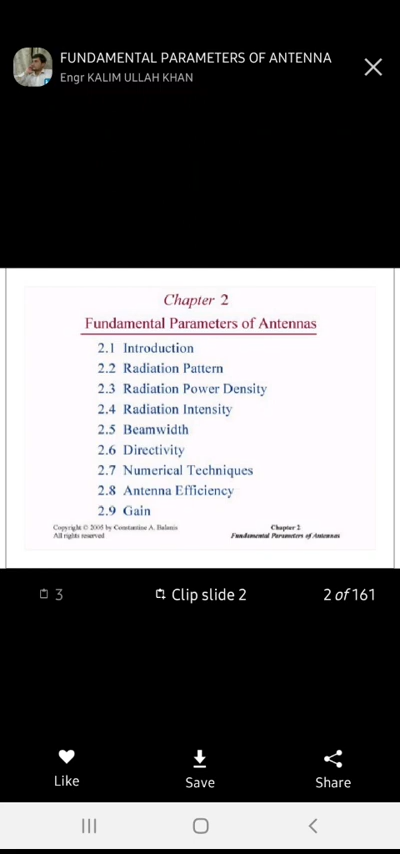 FUNDAMENTAL PARAMETERS OF ANTENNA
Engr KALIM ULLAH KHAN
Chapter 2
Fundamental Parameters of Antennas
2.1 Introduction
2.2 Radiation Pattern
2.3 Radiation Power Density
2.4 Radiation Intensity
2.5 Beamwidth
2.6 Directivity
2.7 Numerical Techniques
2.8 Antenna Efficiency
2.9 Gain
Copyright © 2005 by Constantine A. Balanis
All rights reserved
Chapter 2
Fundamental Parameters of Antennas
3
Clip slide 2
2 of 161
Like
Save
Share